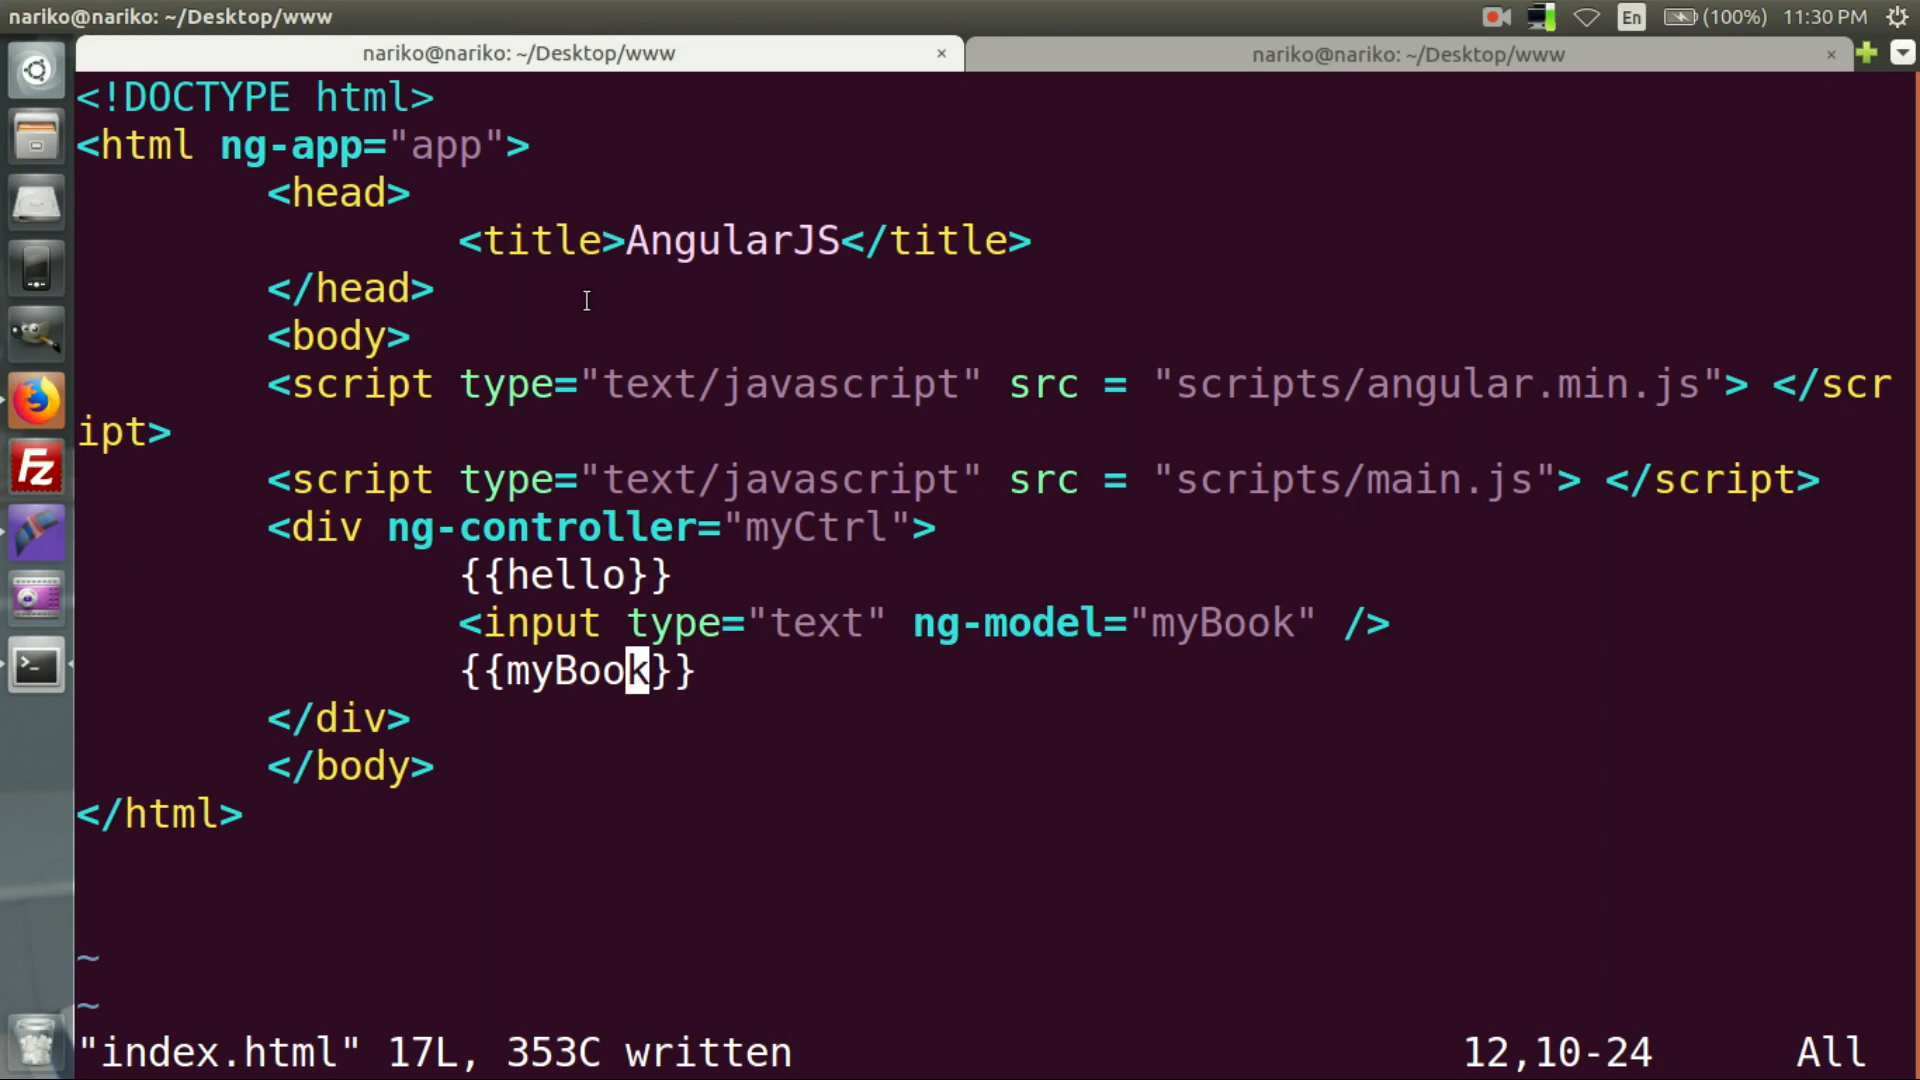 nariko@nariko: ~/Desktop/www En (100%) 11:30 PM
nariko@nariko: ~/Desktop/www × nariko@nariko: ~/Desktop/www ×
<!DOCTYPE html>
<html ng-app="app">
<head>
<title>AngularJS</title>
</head>
<body>
<script type="text/javascript" src = "scripts/angular.min.js"> </scr
ipt>
<script type="text/javascript" src = "scripts/main.js"> </script>
<div ng-controller="myCtrl">
{{hello}}
<input type="text" ng-model="myBook" />
{{myBook}}
</div>
</body>
</html>
~
~
"index.html" 17L, 353C written 12,10-24 All
Fz
>_